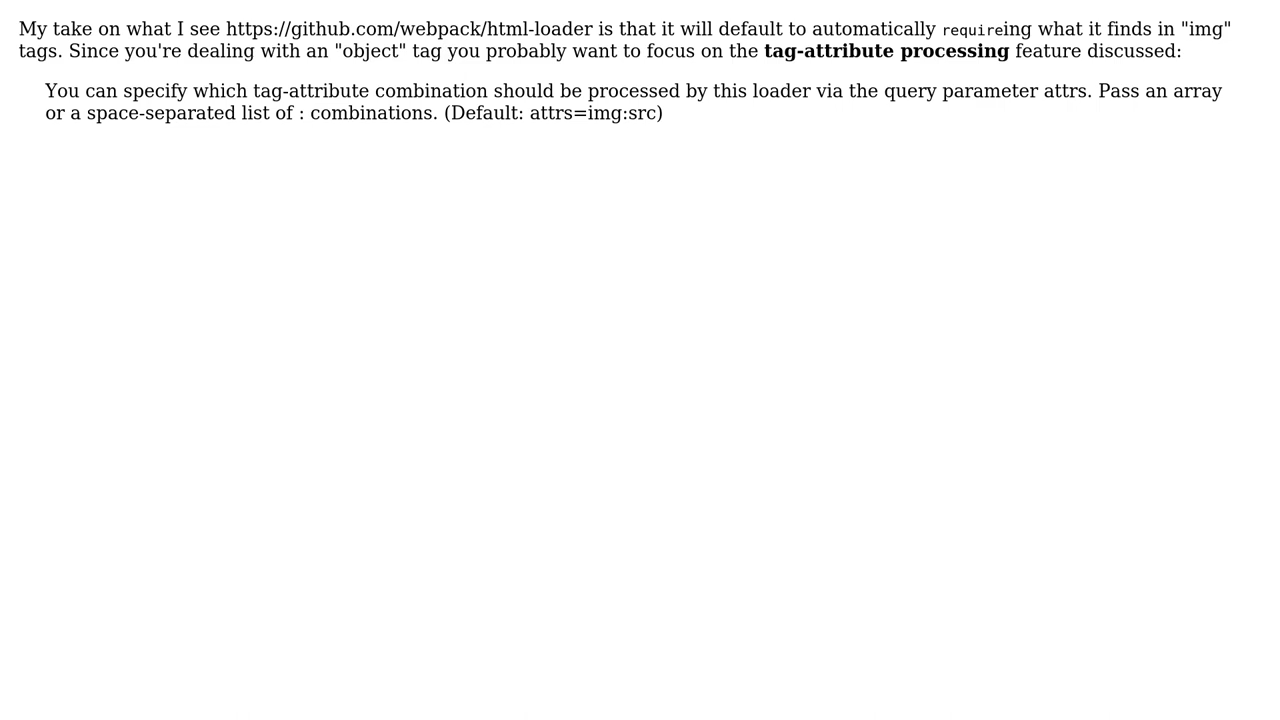 My take on what I see https://github.com/webpack/html-loader is that it will default to automatically requireing what it finds in "img"
tags. Since you're dealing with an "object" tag you probably want to focus on the tag-attribute processing feature discussed:
You can specify which tag-attribute combination should be processed by this loader via the query parameter attrs. Pass an array
or a space-separated list of : combinations. (Default: attrs=img:src)